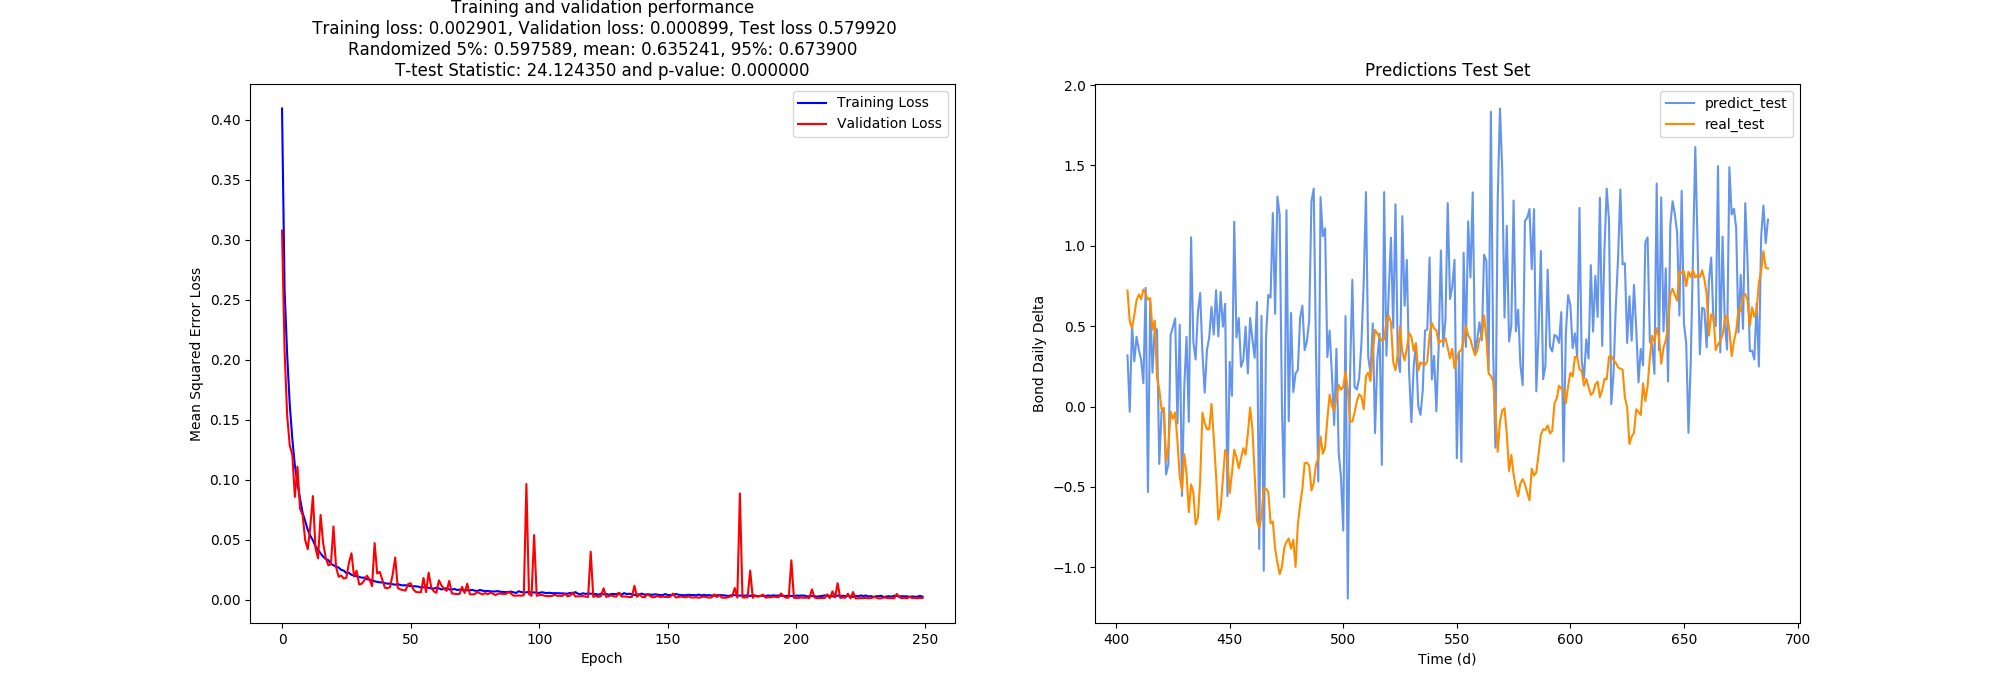 Training and validation performance
Training loss: 0.002901, Validation loss: 0.000899, Test loss 0.579920
Randomized 5%: 0.597589, mean: 0.635241, 95%: 0.673900
T-test Statistic: 24.124350 and p-value: 0.000000
Training Loss
Validation Loss
0.40
0.35
0.30
0.25
0.20
0.15
0.10
0.05
0.00
Mean Squared Error Loss
0 50 100 150 200 250
Epoch
Predictions Test Set
predict_test
real_test
2.0
1.5
1.0
0.5
0.0
−0.5
−1.0
Bond Daily Delta
400 450 500 550 600 650 700
Time (d)